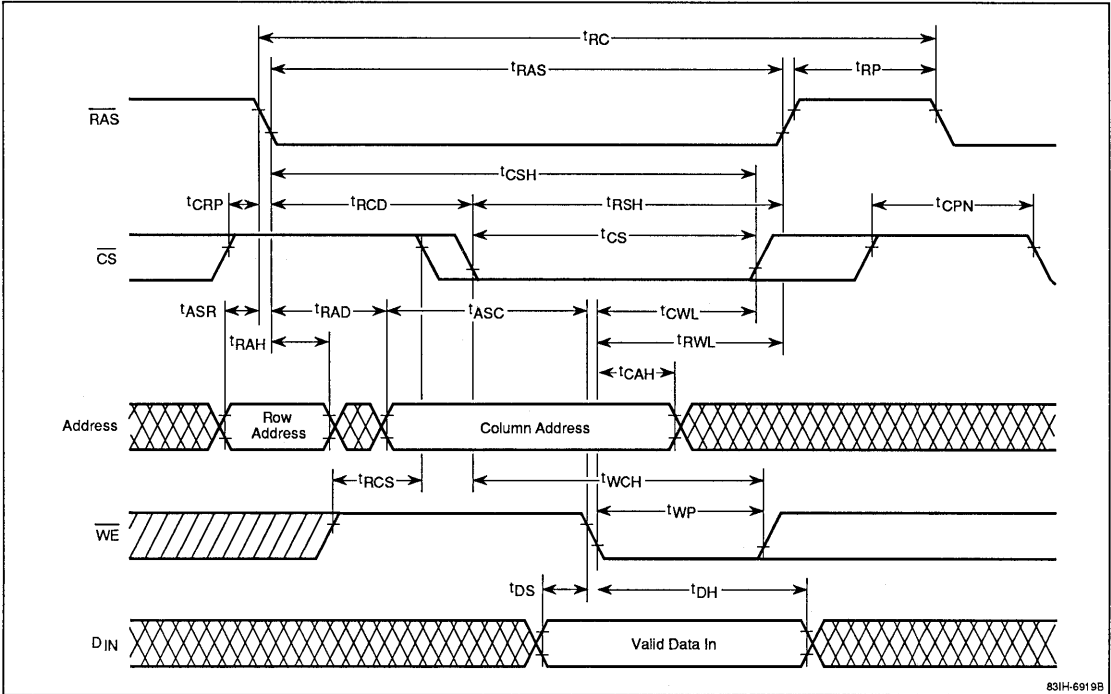 tRC
tRAS
tRP
RAS
tCSH
tCRP
tRCD
tRSH
tCPN
CS
tCS
tASR
tRAD
tASC
tCWL
tRAH
tRWL
tCAH
Address
Row
Address
Column Address
tRCS
tWCH
WE
tWP
tDS
tDH
DIN
Valid Data In
83IH-6919B